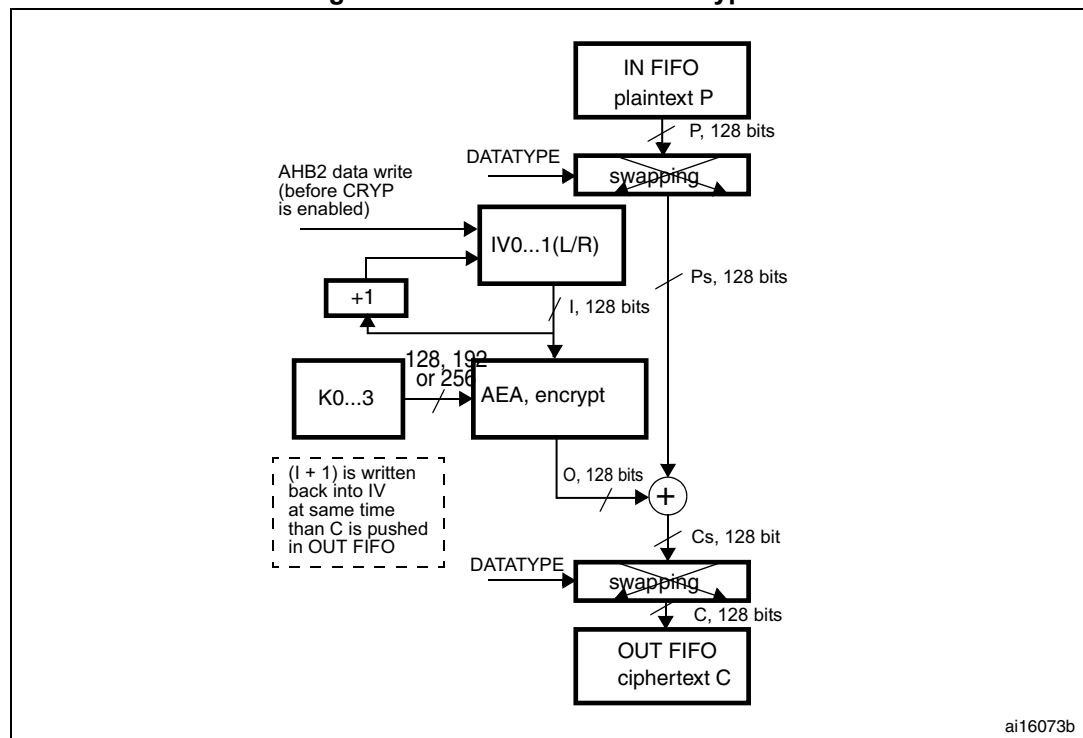 IN FIFO
plaintext P
P, 128 bits
DATATYPE
swapping
AHB2 data write
(before CRYP
is enabled)
IV0...1(L/R)
Ps, 128 bits
+1
I, 128 bits
128, 192
or 256
K0...3
AEA, encrypt
(I + 1) is written
back into IV
at same time
than C is pushed
in OUT FIFO
O, 128 bits
+
Cs, 128 bit
DATATYPE
swapping
C, 128 bits
OUT FIFO
ciphertext C
ai16073b